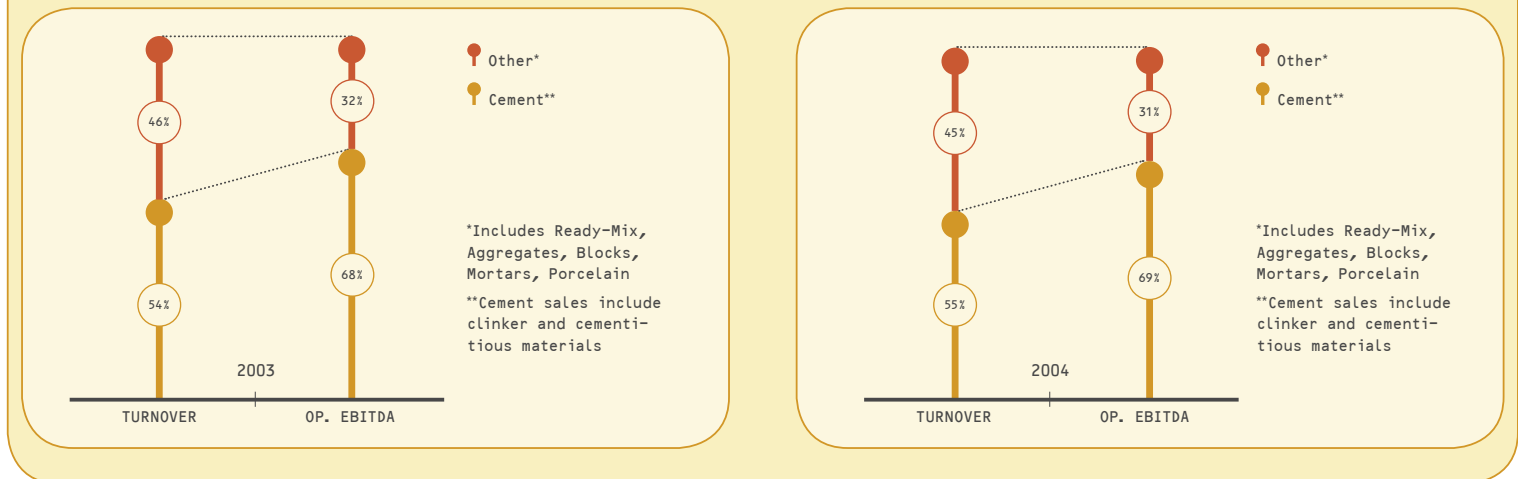 Other*
Cement**
46%
32%
54%
68%
*Includes Ready-Mix,
Aggregates, Blocks,
Mortars, Porcelain
**Cement sales include
clinker and cementi-
tious materials
2003
TURNOVER OP. EBITDA
Other*
Cement**
45%
31%
55%
69%
*Includes Ready-Mix,
Aggregates, Blocks,
Mortars, Porcelain
**Cement sales include
clinker and cementi-
tious materials
2004
TURNOVER OP. EBITDA